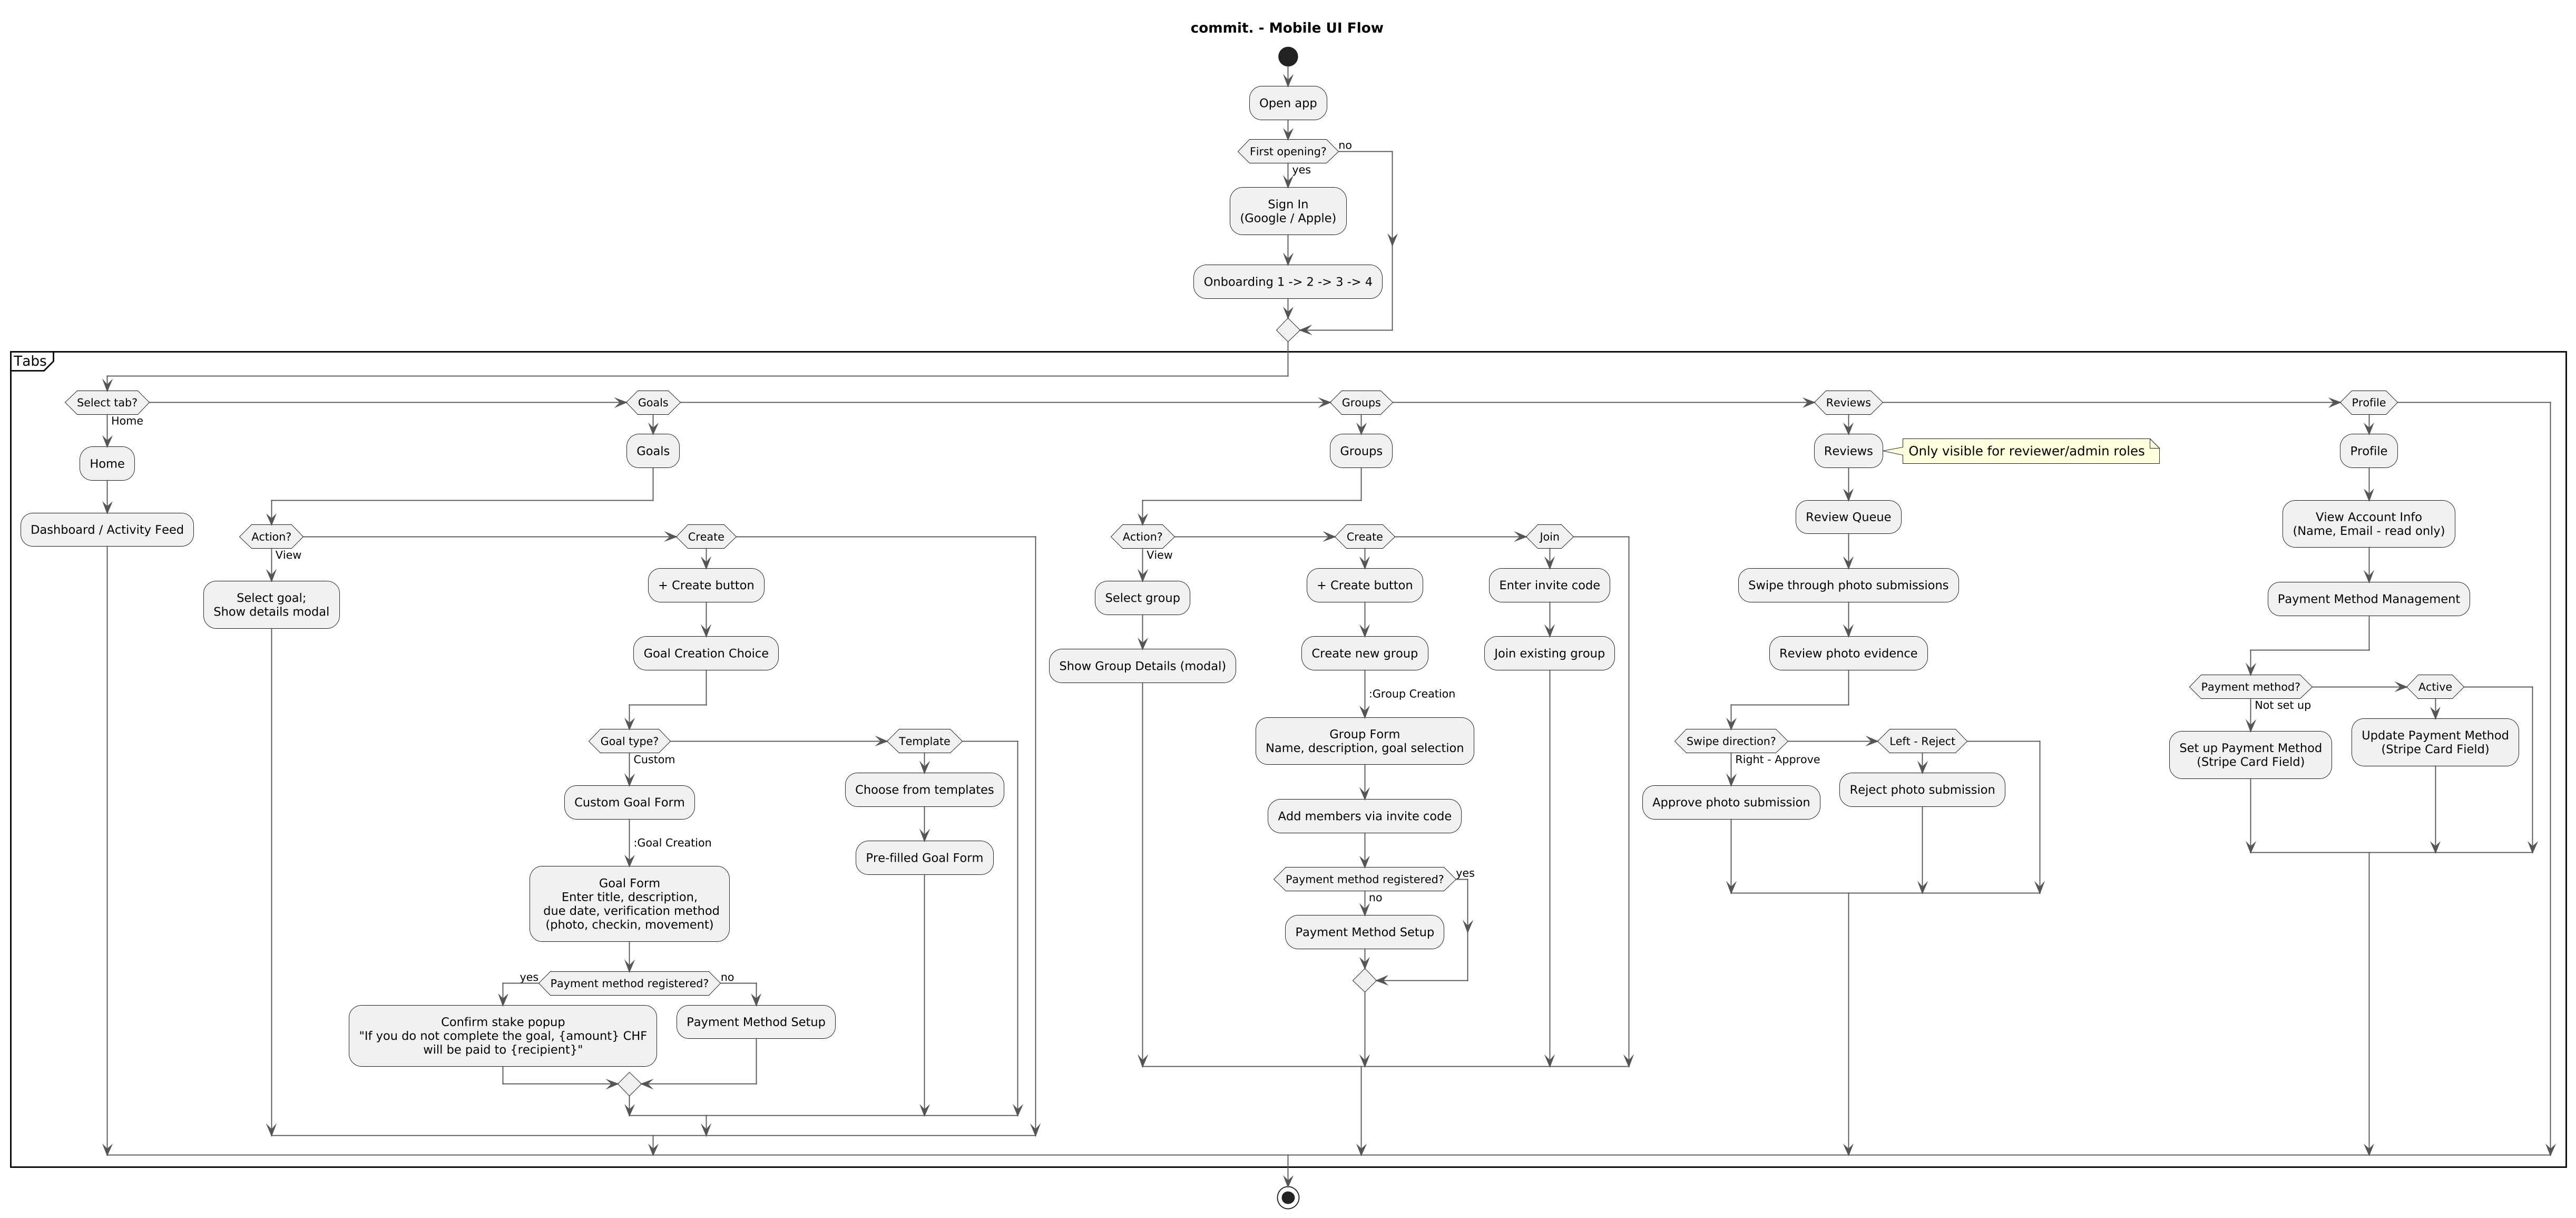 commit. - Mobile UI Flow
Open app
First opening?
no
yes
Sign In
(Google / Apple)
Onboarding 1 -> 2 -> 3 -> 4
Tabs
Select tab?
Home
Home
Dashboard / Activity Feed
Goals
Goals
Action?
View
Select goal;
Show details modal
Create
+ Create button
Goal Creation Choice
Goal type?
Custom
Custom Goal Form
:Goal Creation
Goal Form
Enter title, description,
due date, verification method
(photo, checkin, movement)
Payment method registered?
yes
no
Confirm stake popup
"If you do not complete the goal, {amount} CHF
will be paid to {recipient}"
Payment Method Setup
Template
Choose from templates
Pre-filled Goal Form
Groups
Groups
Action?
View
Select group
Show Group Details (modal)
Create
+ Create button
Create new group
:Group Creation
Group Form
Name, description, goal selection
Add members via invite code
Payment method registered?
yes
no
Payment Method Setup
Join
Enter invite code
Join existing group
Reviews
Reviews
Only visible for reviewer/admin roles
Review Queue
Swipe through photo submissions
Review photo evidence
Swipe direction?
Right - Approve
Approve photo submission
Left - Reject
Reject photo submission
Profile
Profile
View Account Info
(Name, Email - read only)
Payment Method Management
Payment method?
Not set up
Set up Payment Method
(Stripe Card Field)
Active
Update Payment Method
(Stripe Card Field)